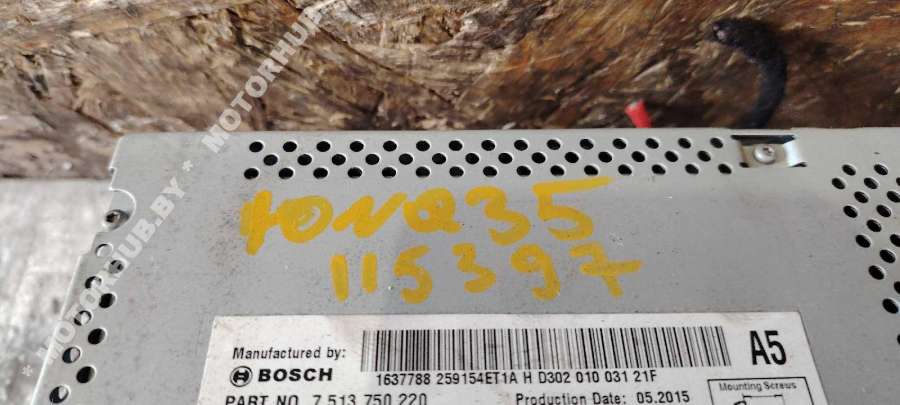 MOTORHUB.BY * MOTORHUB
10NQ35
115397
Manufactured by:
BOSCH
1637788 259154ET1A H D302 010 031 21F
A5
PART NO. 7 513 750 220
Production Date: 05.2015
Mounting Screws